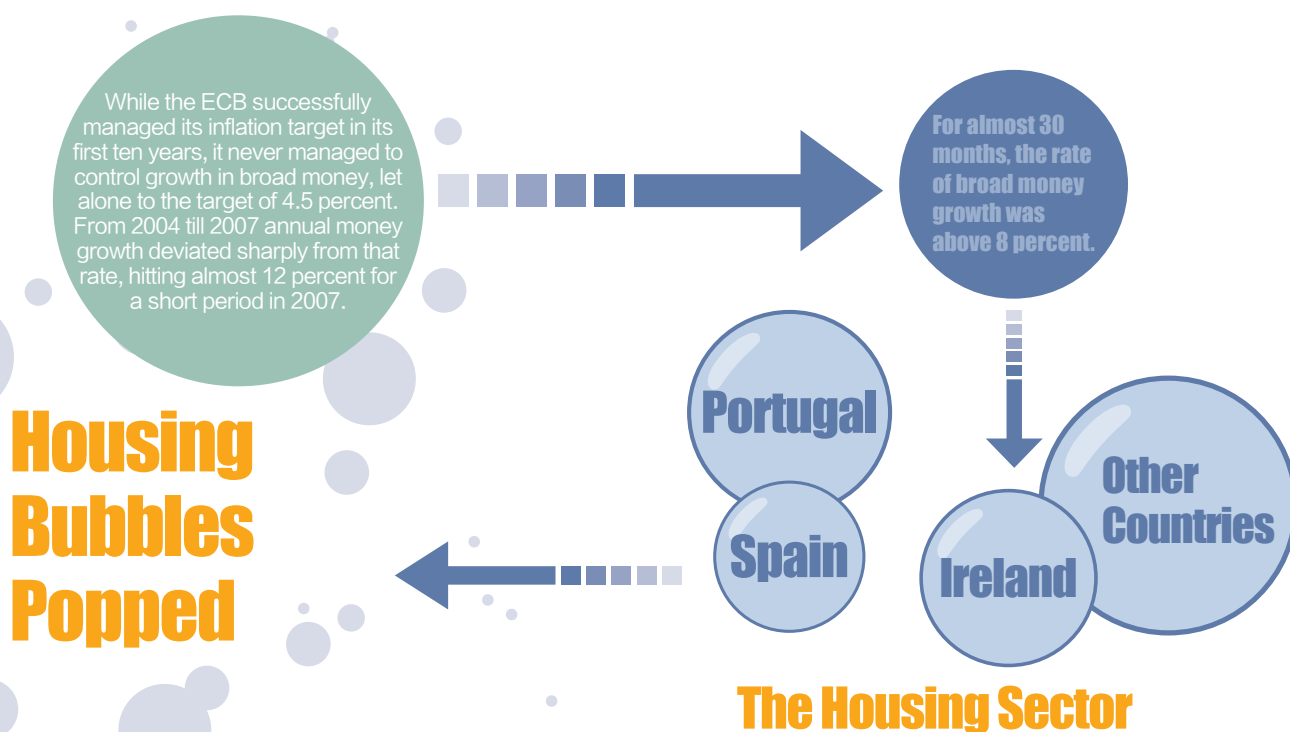 While the ECB successfully
managed its inflation target in its
first ten years, it never managed to
control growth in broad money, let
alone to the target of 4.5 percent.
From 2004 till 2007 annual money
growth deviated sharply from that
rate, hitting almost 12 percent for
a short period in 2007.
For almost 30
months, the rate
of broad money
growth was
above 8 percent.
Portugal
Spain
Other
Countries
Ireland
The Housing Sector
Housing
Bubbles
Popped